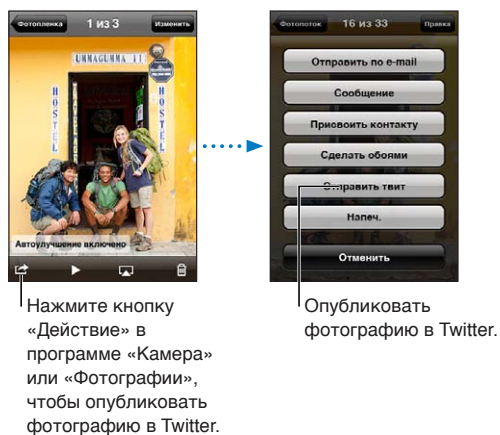 Фотопленка
1 из 3
Изменить
UMMAGUMMA II
HOSTEL
HOSTEL
Автоулучшение включено
Нажмите кнопку
«Действие» в
программе «Камера»
или «Фотографии»,
чтобы опубликовать
фотографию в Twitter.
Фотопоток
16 из 33
Правка
Отправить по e-mail
Сообщение
Присвоить контакту
Сделать обоями
Отправить твит
Напеч.
Отменить
Опубликовать
фотографию в Twitter.